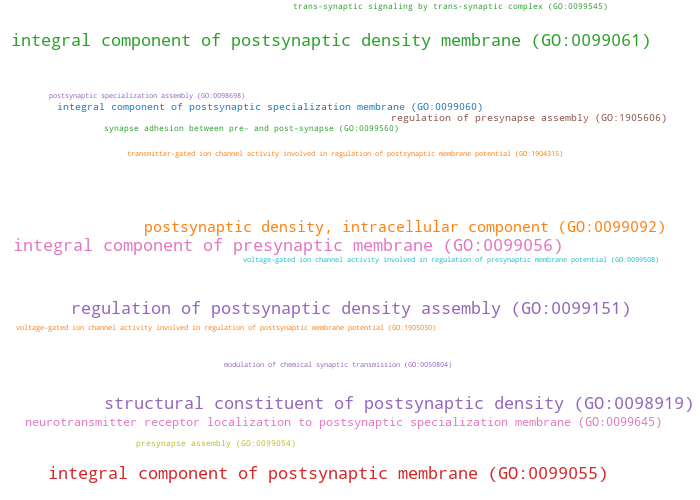 trans-synaptic signaling by trans-synaptic complex (GO:0099545)
integral component of postsynaptic density membrane (GO:0099061)
postsynaptic specialization assembly (GO:0098698)
integral component of postsynaptic specialization membrane (GO:0099060)
regulation of presynapse assembly (GO:1905606)
synapse adhesion between pre- and post-synapse (GO:0099560)
transmitter-gated ion channel activity involved in regulation of postsynaptic membrane potential (GO:1904315)
postsynaptic density, intracellular component (GO:0099092)
integral component of presynaptic membrane (GO:0099056)
voltage-gated ion channel activity involved in regulation of presynaptic membrane potential (GO:0099508)
regulation of postsynaptic density assembly (GO:0099151)
voltage-gated ion channel activity involved in regulation of postsynaptic membrane potential (GO:1905030)
modulation of chemical synaptic transmission (GO:0050804)
structural constituent of postsynaptic density (GO:0098919)
neurotransmitter receptor localization to postsynaptic specialization membrane (GO:0099645)
presynapse assembly (GO:0099054)
integral component of postsynaptic membrane (GO:0099055)